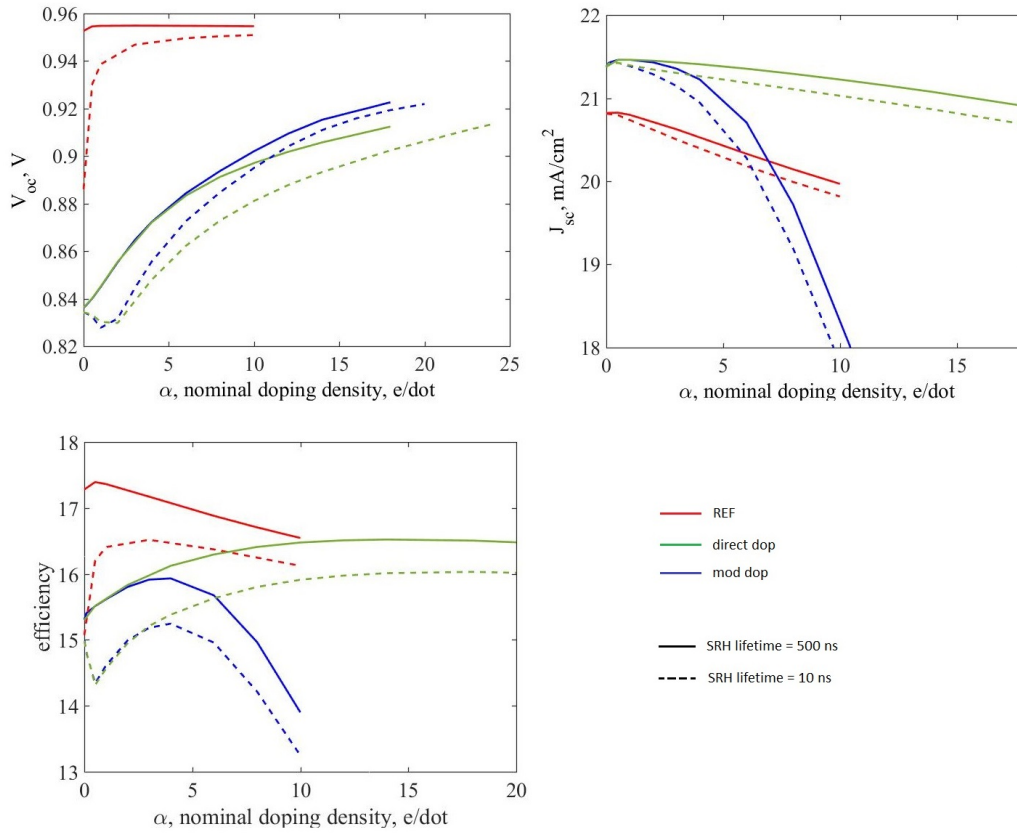 0.96
0.94
0.92
0.9
0.88
0.86
0.84
0.82
V_oc, V
0 5 10 15 20 25
α, nominal doping density, e/dot
22
21
20
19
18
J_sc, mA/cm²
0 5 10 15
α, nominal doping density, e/dot
18
17
16
15
14
13
efficiency
0 5 10 15 20
α, nominal doping density, e/dot
REF
direct dop
mod dop
SRH lifetime = 500 ns
SRH lifetime = 10 ns